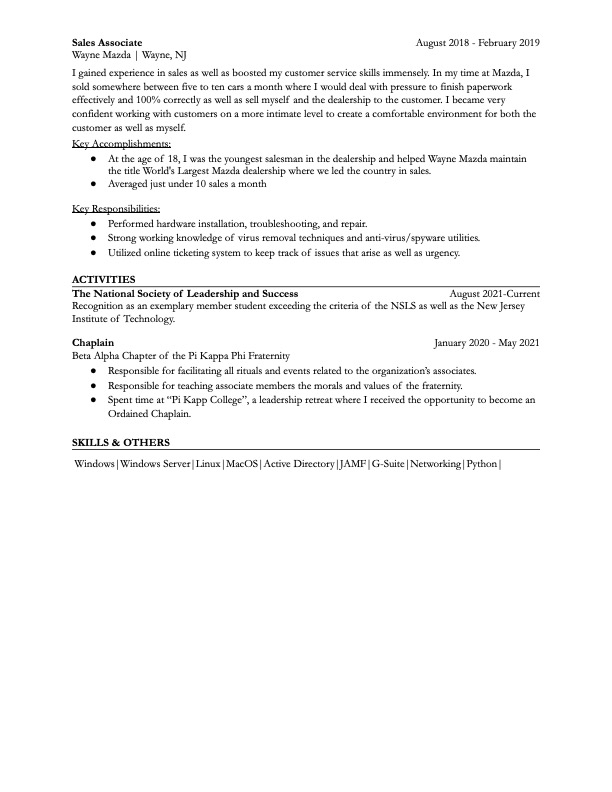 Sales Associate August 2018 - February 2019
Wayne Mazda | Wayne, NJ
I gained experience in sales as well as boosted my customer service skills immensely. In my time at Mazda, I
sold somewhere between five to ten cars a month where I would deal with pressure to finish paperwork
effectively and 100% correctly as well as sell myself and the dealership to the customer. I became very
confident working with customers on a more intimate level to create a comfortable environment for both the
customer as well as myself.
Key Accomplishments:
● At the age of 18, I was the youngest salesman in the dealership and helped Wayne Mazda maintain
the title World's Largest Mazda dealership where we led the country in sales.
● Averaged just under 10 sales a month
Key Responsibilities:
● Performed hardware installation, troubleshooting, and repair.
● Strong working knowledge of virus removal techniques and anti-virus/spyware utilities.
● Utilized online ticketing system to keep track of issues that arise as well as urgency.
ACTIVITIES
The National Society of Leadership and Success August 2021-Current
Recognition as an exemplary member student exceeding the criteria of the NSLS as well as the New Jersey
Institute of Technology.
Chaplain January 2020 - May 2021
Beta Alpha Chapter of the Pi Kappa Phi Fraternity
● Responsible for facilitating all rituals and events related to the organization's associates.
● Responsible for teaching associate members the morals and values of the fraternity.
● Spent time at “Pi Kapp College”, a leadership retreat where I received the opportunity to become an
Ordained Chaplain.
SKILLS & OTHERS
Windows|Windows Server|Linux|MacOS|Active Directory|JAMF|G-Suite|Networking|Python|